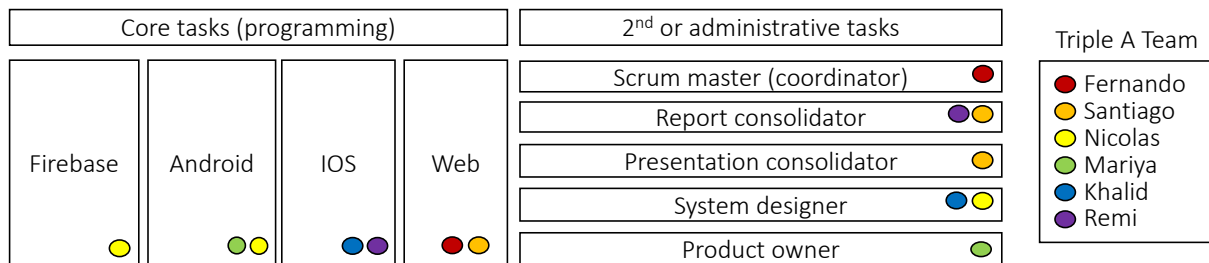 Core tasks (programming)
2nd or administrative tasks
Triple A Team
Firebase
Android
IOS
Web
Scrum master (coordinator)
Report consolidator
Presentation consolidator
System designer
Product owner
Fernando
Santiago
Nicolas
Mariya
Khalid
Remi